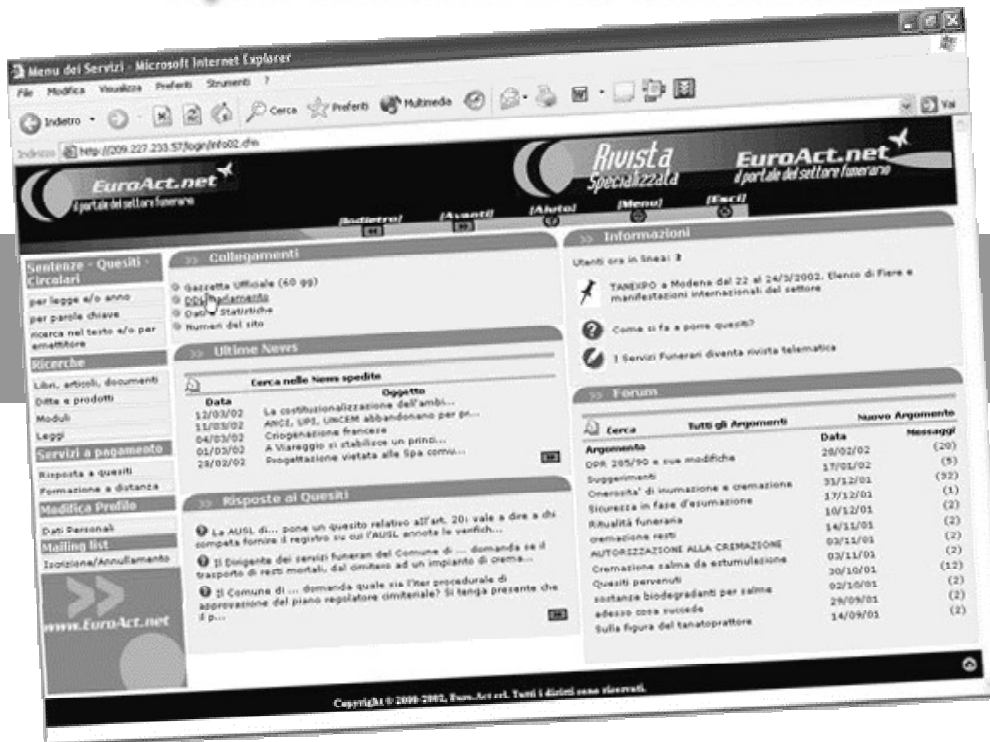 Menu dei Servizi - Microsoft Internet Explorer
File Modifica Visualizza Preferiti Strumenti ?
Indietro Cerca Preferiti Multimedia
Indirizzo http://209.227.233.57/login/info02.cfm Vai
EuroAct.net
il portale del settore funerario
Rivista
Specializzata
EuroAct.net
il portale del settore funerario
[Indietro] [Avanti] [Aiuto] [Menu] [Esci]
Sentenze - Quesiti -
Circolari
per legge e/o anno
per parole chiave
ricerca nel testo e/o per
emettitore
Ricerche
Libri, articoli, documenti
Ditte e prodotti
Moduli
Leggi
Servizi a pagamento
Risposta a quesiti
Formazione a distanza
Modifica Profilo
Dati Personali
Mailing list
Iscrizione/Annullamento
>>
www.EuroAct.net
>> Collegamenti
Gazzetta Ufficiale (60 gg)
DDL Parlamento
Dati Statistiche
Numeri del sito
>> Ultime News
Cerca nelle News spedite
Data Oggetto
12/03/02 La costituzionalizzazione dell'ambi...
11/03/02 ANCI, UPI, UNCEM abbandonano per pr...
04/03/02 Criogenazione francese
01/03/02 A Viareggio si stabilisce un princi...
28/02/02 Progettazione vietata alle Spa comu...
>> Risposte ai Quesiti
La AUSL di... pone un quesito relativo all'art. 20: vale a dire a chi
competa fornire il registro su cui l'AUSL annota le verifich...
Il Dirigente dei servizi funerari del Comune di ... domanda se il
trasporto di resti mortali, dal cimitero ad un impianto di crema...
Il Comune di ... domanda quale sia l'iter procedurale di
approvazione del piano regolatore cimiteriale? Si tenga presente che
il p...
>> Informazioni
Utenti ora in linea: 3
TANEXPO a Modena dal 22 al 24/3/2002. Elenco di Fiere e
manifestazioni internazionali del settore
Come si fa a porre quesiti?
I Servizi Funerari diventa rivista telematica
>> Forum
Cerca Tutti gli Argomenti Nuovo Argomento
Argomento Data Messaggi
DPR 285/90 e sue modifiche 28/02/02 (20)
Suggerimenti 17/01/02 (5)
Onerosita' di inumazione e cremazione 31/12/01 (32)
Sicurezza in fase d'esumazione 17/12/01 (1)
Ritualità funeraria 10/12/01 (2)
cremazione resti 14/11/01 (2)
AUTORIZZAZIONE ALLA CREMAZIONE 03/11/01 (2)
Cremazione salma da estumulazione 03/11/01 (2)
Quesiti pervenuti 30/10/01 (12)
sostanze biodegradanti per salme 02/10/01 (2)
adesso cosa succede 29/09/01 (2)
Sulla figura del tanatoprattore 14/09/01 (2)
Copyright © 2000-2002, Euro.Act srl. Tutti i diritti sono riservati.